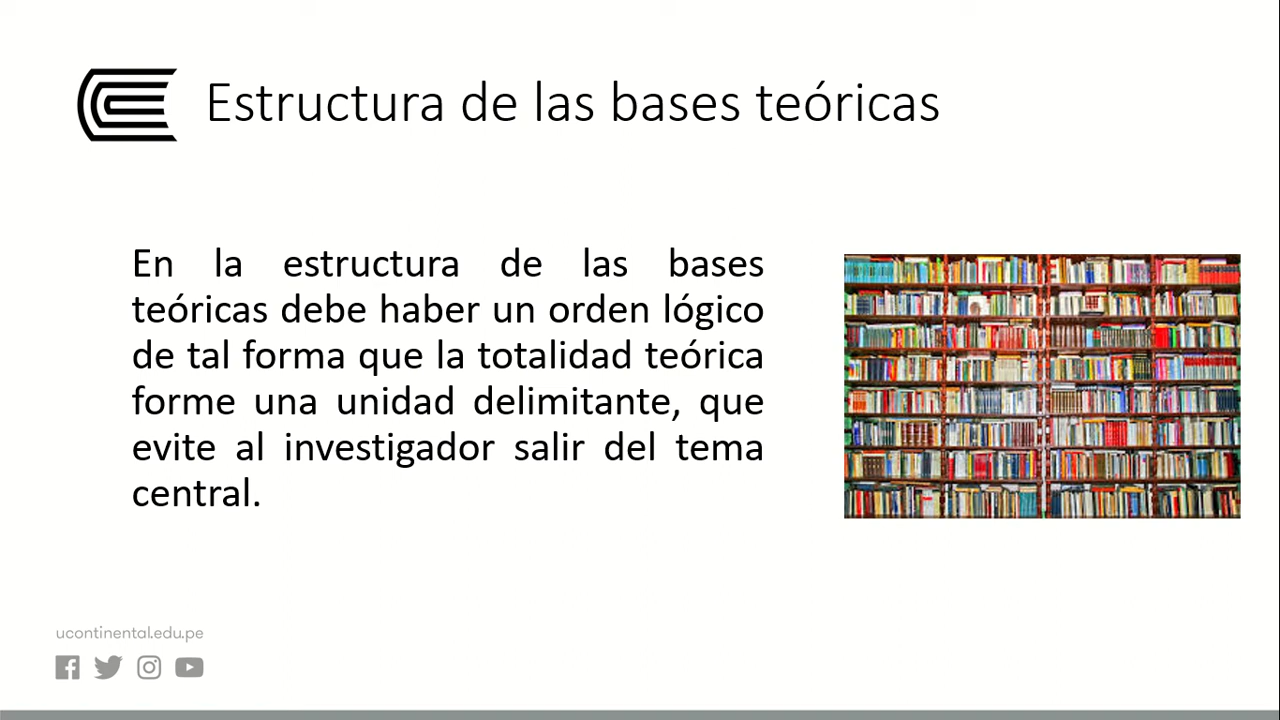 Estructura de las bases teóricas
En la estructura de las bases
teóricas debe haber un orden lógico
de tal forma que la totalidad teórica
forme una unidad delimitante, que
evite al investigador salir del tema
central.
ucontinental.edu.pe